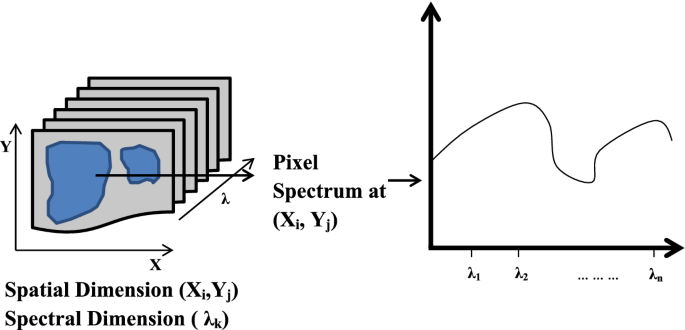 Y
λ
X
Spatial Dimension (Xi,Yj)
Spectral Dimension ( λk)
Pixel
Spectrum at
(Xi, Yj)
λ1 λ2 ... ... ... λn